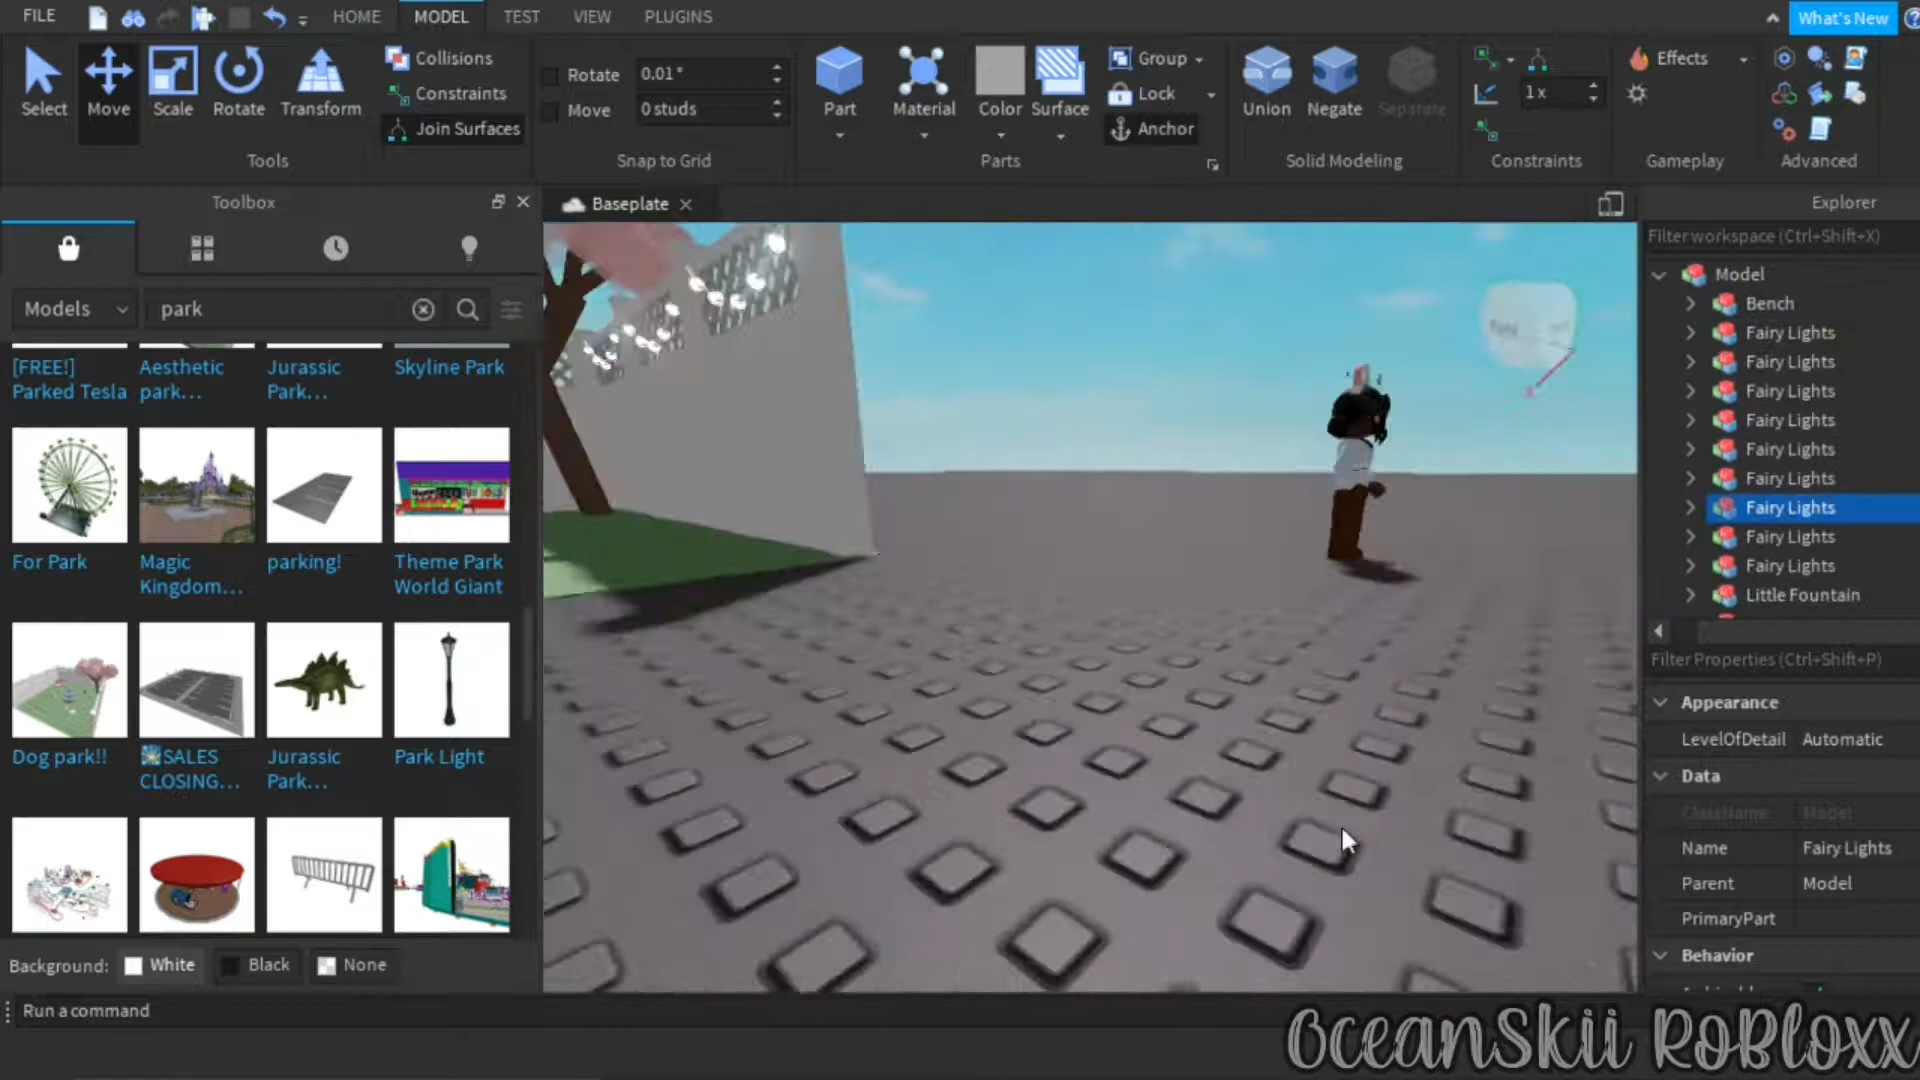 FILE
HOME
MODEL
TEST
VIEW
PLUGINS
What's New
Select
Move
Scale
Rotate
Transform
Collisions
Constraints
Join Surfaces
Tools
Rotate
0.01°
Move
0 studs
Snap to Grid
Part
Material
Color
Surface
Group
Lock
Anchor
Parts
Union
Negate
Separate
Solid Modeling
1x
Constraints
Effects
Gameplay
Advanced
Toolbox
Baseplate
Explorer
Models
park
Filter workspace (Ctrl+Shift+X)
Model
Bench
Fairy Lights
Fairy Lights
Fairy Lights
Fairy Lights
Fairy Lights
Fairy Lights
Fairy Lights
Fairy Lights
Fairy Lights
Little Fountain
[FREE!]
Parked Tesla
Aesthetic
park...
Jurassic
Park...
Skyline Park
For Park
Magic
Kingdom...
parking!
Theme Park
World Giant
Dog park!!
SALES
CLOSING...
Jurassic
Park...
Park Light
Filter Properties (Ctrl+Shift+P)
Appearance
LevelOfDetail
Automatic
Data
ClassName
Model
Name
Fairy Lights
Parent
Model
PrimaryPart
Behavior
Background:
White
Black
None
Run a command
OceanSkii RoBloxx